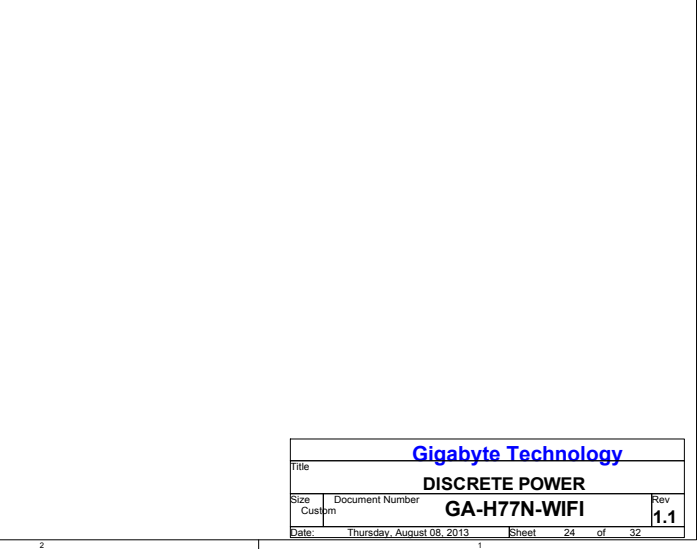 Gigabyte Technology
Title
DISCRETE POWER
Size Document Number Rev
Custom GA-H77N-WIFI 1.1
Date: Thursday, August 08, 2013 Sheet 24 of 32
2 1